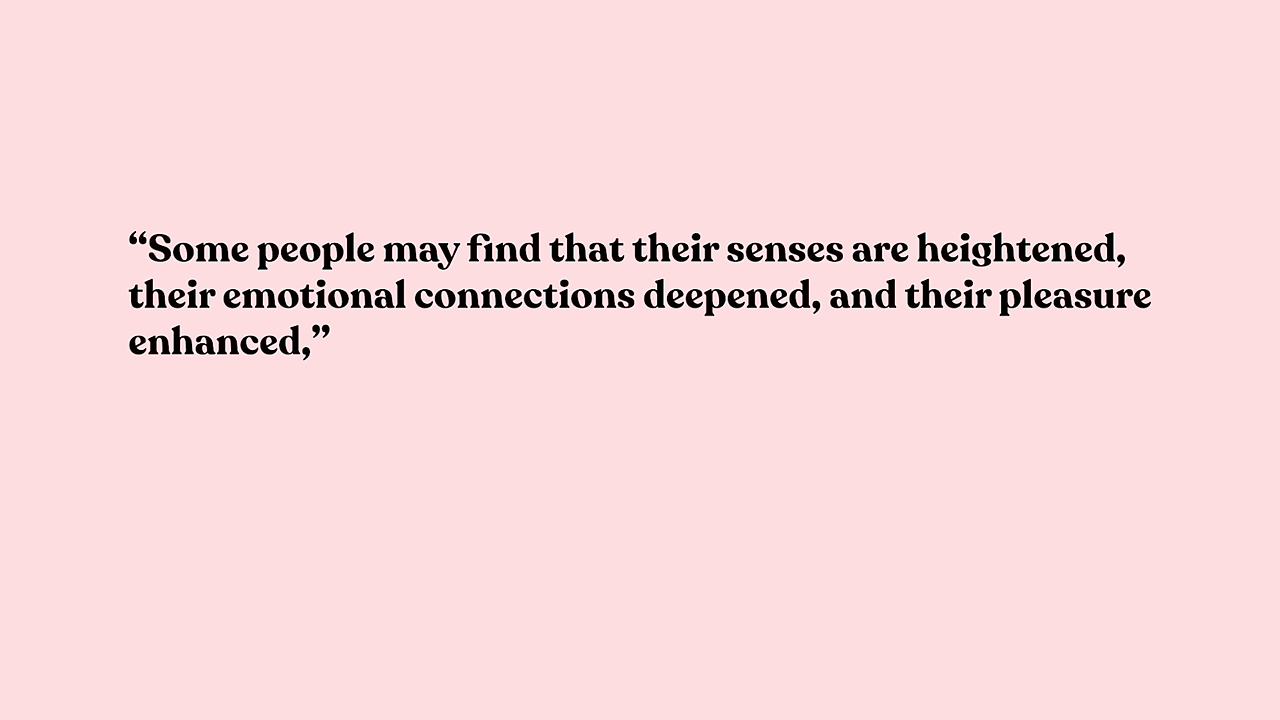 “Some people may find that their senses are heightened,
their emotional connections deepened, and their pleasure
enhanced,”